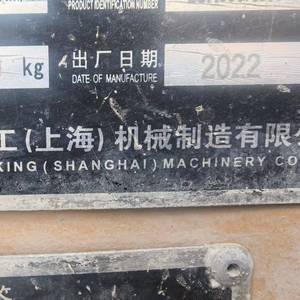 PRODUCT IDENTIFICATION NUMBER
kg 出厂日期 2022
DATE OF MANUFACTURE
工(上海)机械制造有限
KING (SHANGHAI) MACHINERY CO